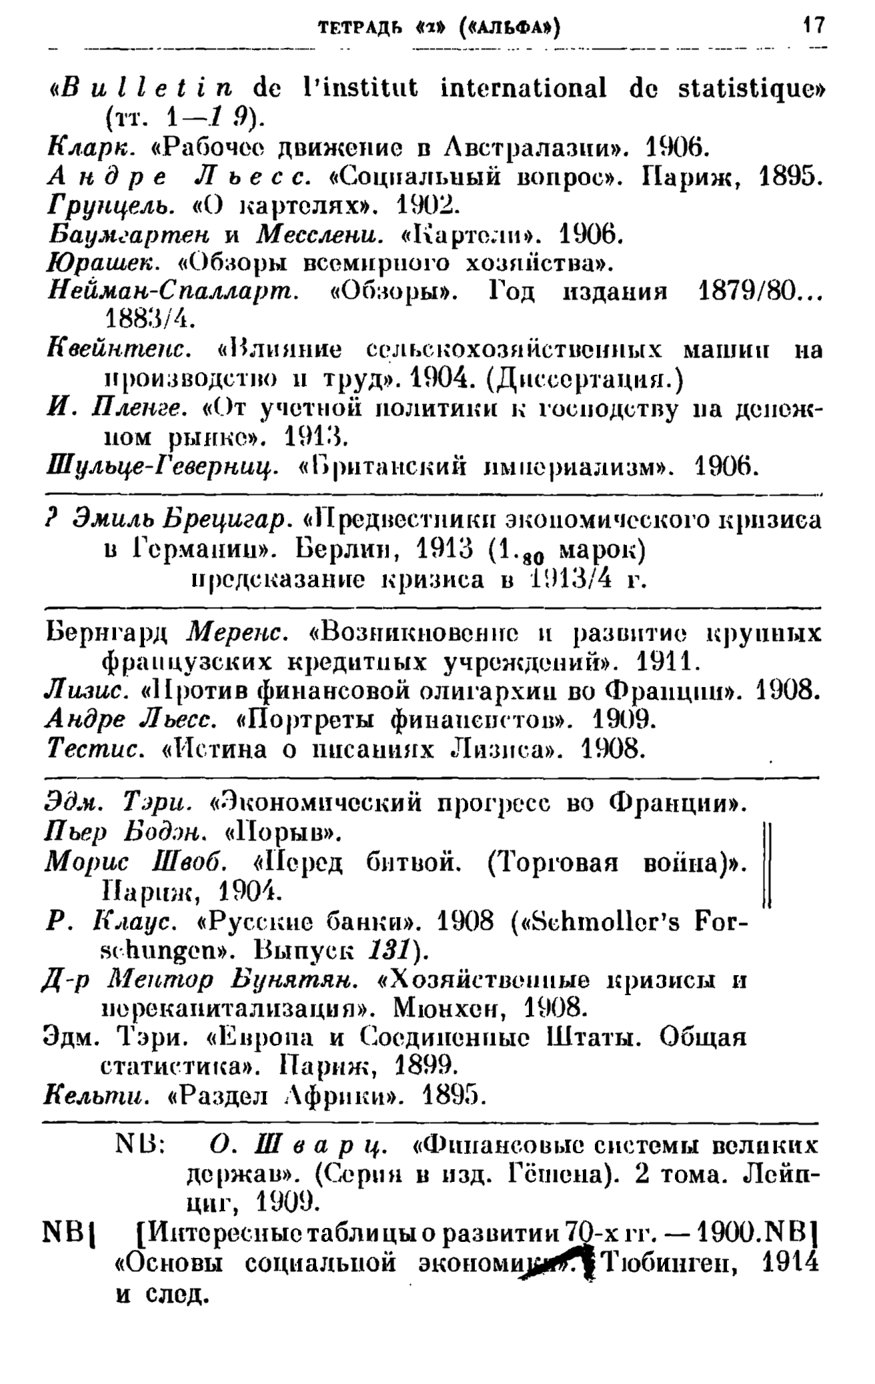 ТЕТРАДЬ «α» («АЛЬФА») 17
«Bulletin de l’institut international de statistique»
(тт. 1—19).
Кларк. «Рабочее движение в Австралазии». 1906.
Андре Льесс. «Социальный вопрос». Париж, 1895.
Грунцель. «О картелях». 1902.
Баумгартен и Месслени. «Картели». 1906.
Юрашек. «Обзоры всемирного хозяйства».
Нейман-Спалларт. «Обзоры». Год издания 1879/80...
1883/4.
Квейнтенс. «Влияние сельскохозяйственных машин на
производство и труд». 1904. (Диссертация.)
И. Пленге. «От учетной политики к господству на денеж-
ном рынке». 1913.
Шульце-Геверниц. «Британский империализм». 1906.
? Эмиль Брецигар. «Предвестники экономического кризиса
в Германии». Берлин, 1913 (1.80 марок)
предсказание кризиса в 1913/4 г.
Бернгард Меренс. «Возникновение и развитие крупных
французских кредитных учреждений». 1911.
Лизис. «Против финансовой олигархии во Франции». 1908.
Андре Льесс. «Портреты финансистов». 1909.
Тестис. «Истина о писаниях Лизиса». 1908.
Эдм. Тэри. «Экономический прогресс во Франции».
Пьер Бодэн. «Порыв».
Морис Швоб. «Перед битвой. (Торговая война)».
Париж, 1904.
Р. Клаус. «Русские банки». 1908 («Schmoller’s For-
schungen». Выпуск 131).
Д-р Ментор Бунятян. «Хозяйственные кризисы и
перекапитализация». Мюнхен, 1908.
Эдм. Тэри. «Европа и Соединенные Штаты. Общая
статистика». Париж, 1899.
Кельти. «Раздел Африки». 1895.
NB: О. Шварц. «Финансовые системы великих
держав». (Серия в изд. Гёшена). 2 тома. Лейп-
циг, 1909.
NB[ [Интересные таблицы о развитии 70-х гг. — 1900. NB]
«Основы социальной экономики». Тюбинген, 1914
и след.